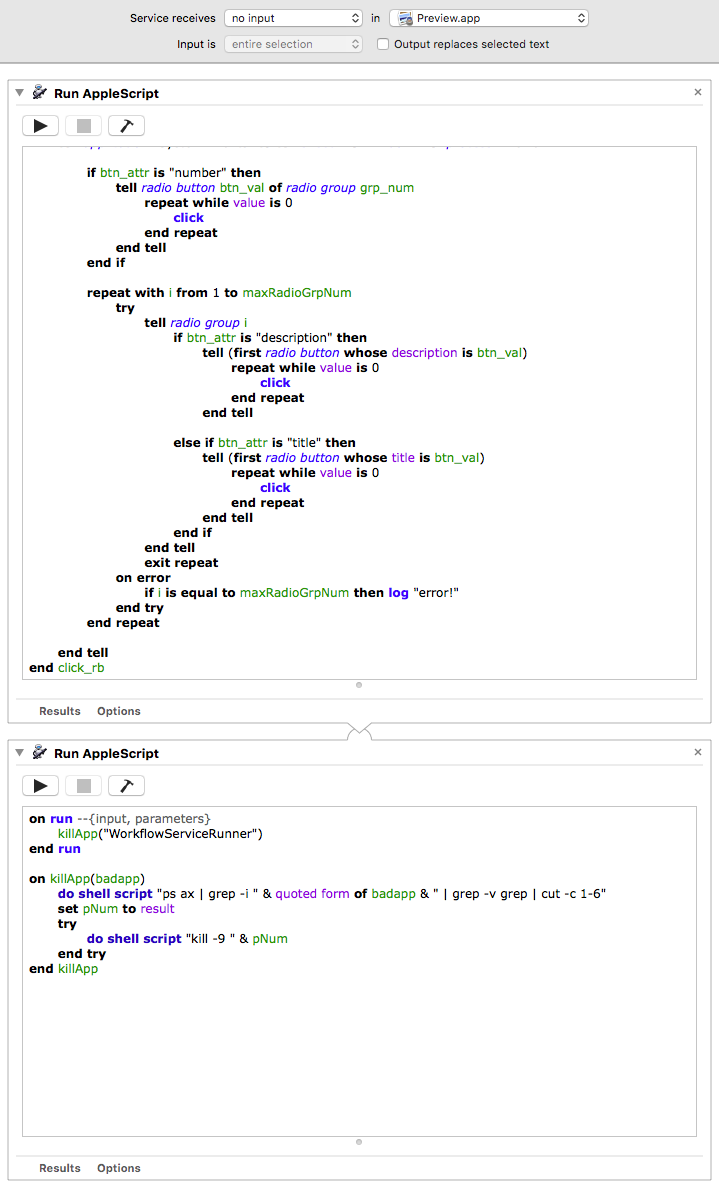 Service receives no input in Preview.app
Input is entire selection Output replaces selected text
Run AppleScript
if btn_attr is "number" then
tell radio button btn_val of radio group grp_num
repeat while value is 0
click
end repeat
end tell
end if
repeat with i from 1 to maxRadioGrpNum
try
tell radio group i
if btn_attr is "description" then
tell (first radio button whose description is btn_val)
repeat while value is 0
click
end repeat
end tell
else if btn_attr is "title" then
tell (first radio button whose title is btn_val)
repeat while value is 0
click
end repeat
end tell
end if
end tell
exit repeat
on error
if i is equal to maxRadioGrpNum then log "error!"
end try
end repeat
end tell
end click_rb
Results Options
Run AppleScript
on run --{input, parameters}
killApp("WorkflowServiceRunner")
end run
on killApp(badapp)
do shell script "ps ax | grep -i " & quoted form of badapp & " | grep -v grep | cut -c 1-6"
set pNum to result
try
do shell script "kill -9 " & pNum
end try
end killApp
Results Options